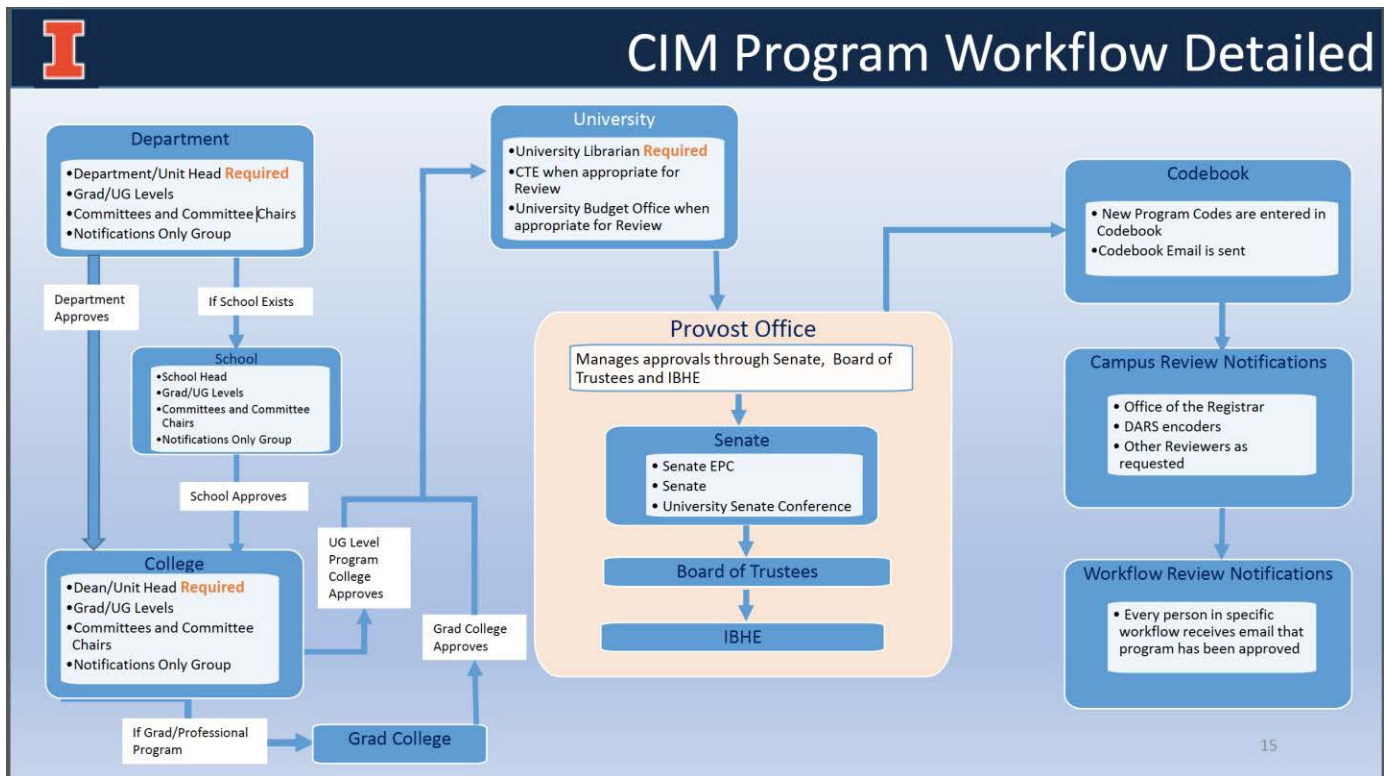 I
CIM Program Workflow Detailed
Department
•Department/Unit Head Required
•Grad/UG Levels
•Committees and Committee Chairs
•Notifications Only Group
Department
Approves
If School Exists
School
•School Head
•Grad/UG Levels
•Committees and Committee
Chairs
•Notifications Only Group
School Approves
College
•Dean/Unit Head Required
•Grad/UG Levels
•Committees and Committee
Chairs
•Notifications Only Group
If Grad/Professional
Program
Grad College
UG Level
Program
College
Approves
Grad College
Approves
University
•University Librarian Required
•CTE when appropriate for
Review
•University Budget Office when
appropriate for Review
Provost Office
Manages approvals through Senate, Board of
Trustees and IBHE
Senate
• Senate EPC
• Senate
• University Senate Conference
Board of Trustees
IBHE
Codebook
• New Program Codes are entered in
Codebook
•Codebook Email is sent
Campus Review Notifications
• Office of the Registrar
• DARS encoders
• Other Reviewers as
requested
Workflow Review Notifications
• Every person in specific
workflow receives email that
program has been approved
15